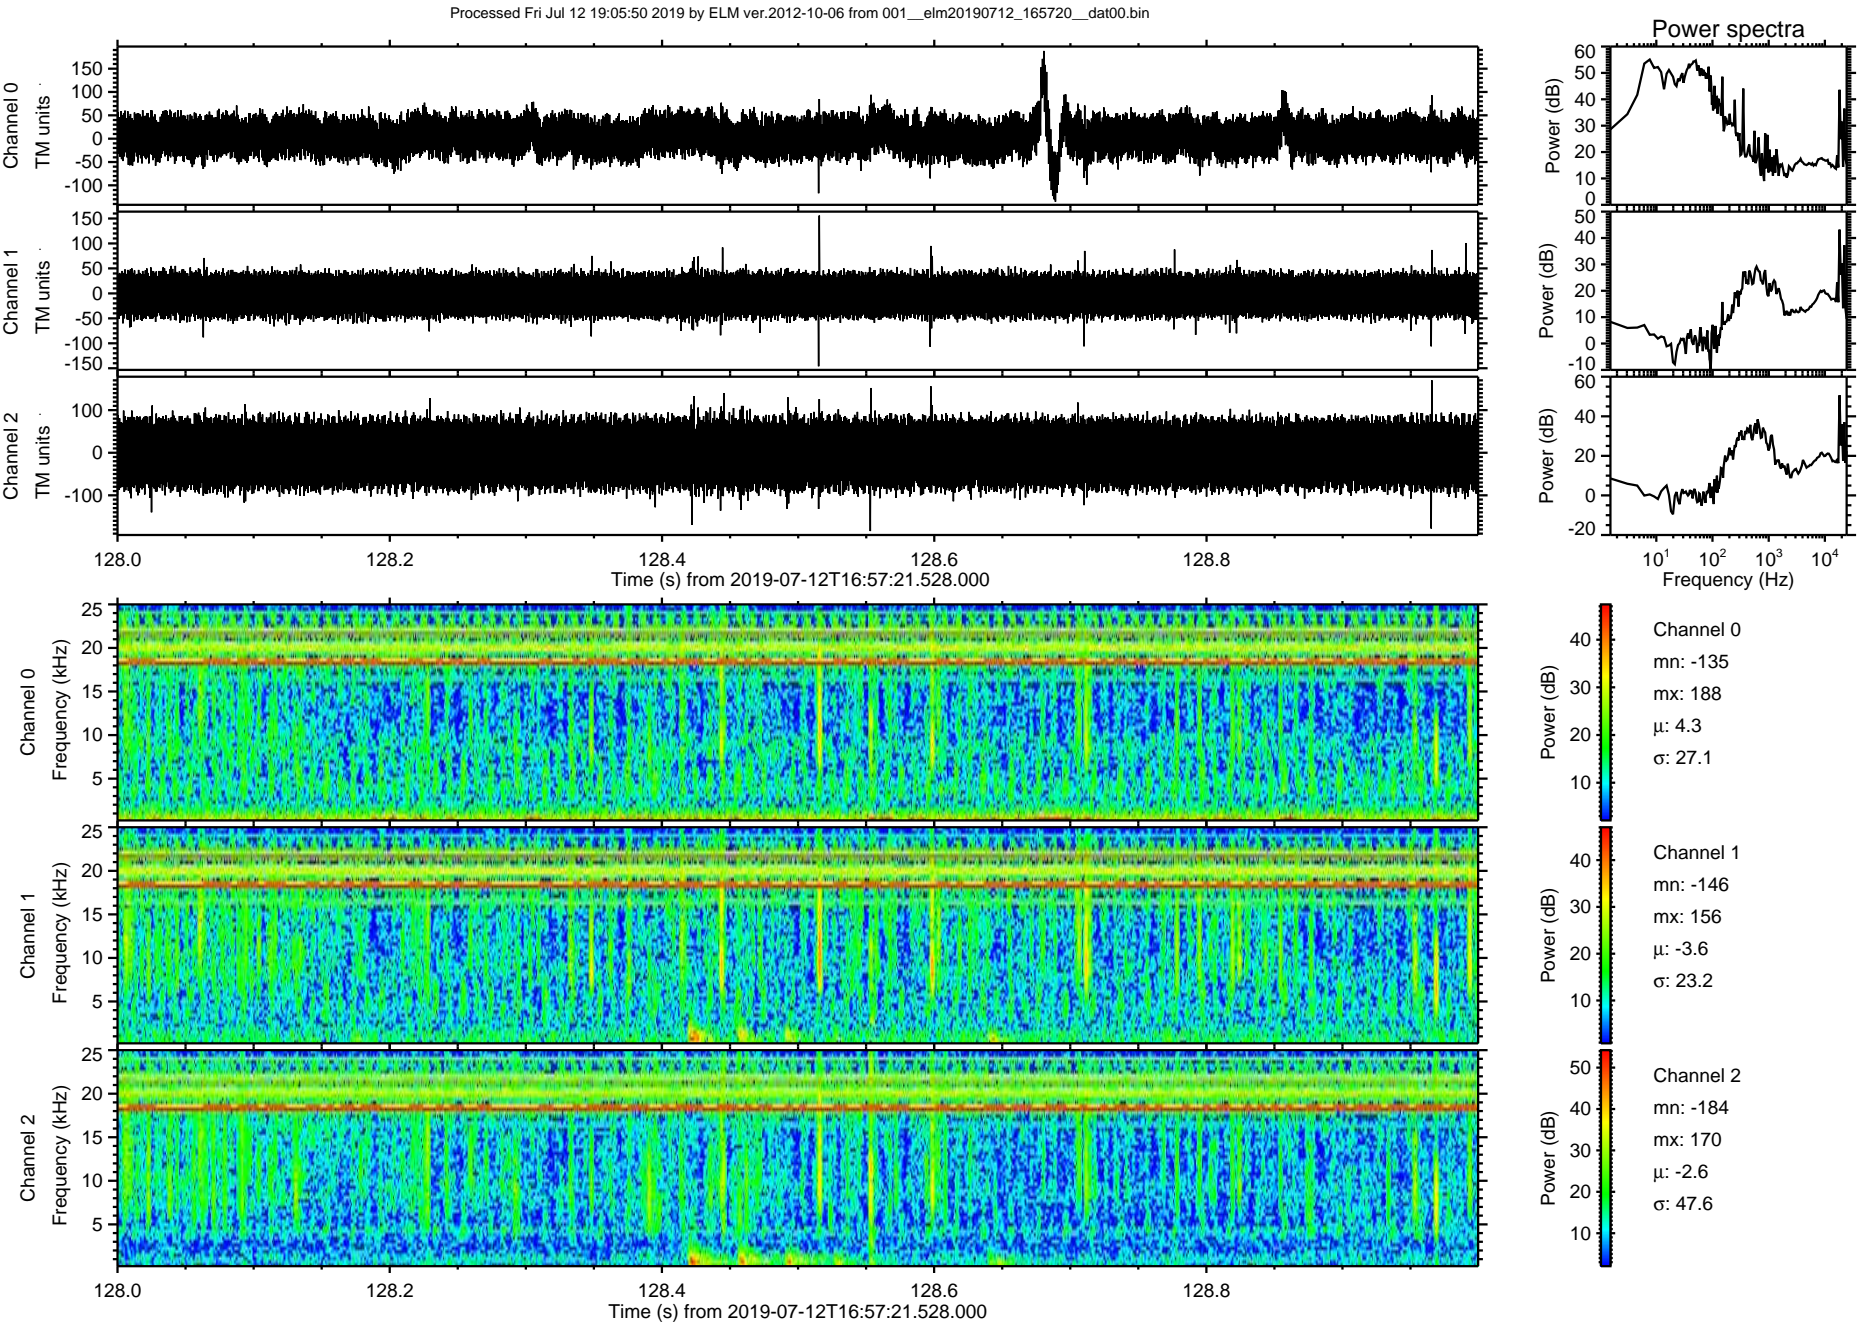 Processed Fri Jul 12 19:05:50 2019 by ELM ver.2012-10-06 from 001__elm20190712_165720__dat00.bin
Power spectra
Channel 0
TM units
150
100
50
0
-50
-100
Power (dB)
60
50
40
30
20
10
0
Channel 1
TM units
150
100
50
0
-50
-100
-150
Power (dB)
50
40
30
20
10
0
-10
Channel 2
TM units
100
0
-100
Power (dB)
60
40
20
0
-20
128.0 128.2 128.4 128.6 128.8
Time (s) from 2019-07-12T16:57:21.528.000
10¹ 10² 10³ 10⁴
Frequency (Hz)
Channel 0
Frequency (kHz)
25
20
15
10
5
Power (dB)
40
30
20
10
Channel 0
mn: -135
mx: 188
μ: 4.3
σ: 27.1
Channel 1
Frequency (kHz)
25
20
15
10
5
Power (dB)
40
30
20
10
Channel 1
mn: -146
mx: 156
μ: -3.6
σ: 23.2
Channel 2
Frequency (kHz)
25
20
15
10
5
Power (dB)
50
40
30
20
10
Channel 2
mn: -184
mx: 170
μ: -2.6
σ: 47.6
128.0 128.2 128.4 128.6 128.8
Time (s) from 2019-07-12T16:57:21.528.000